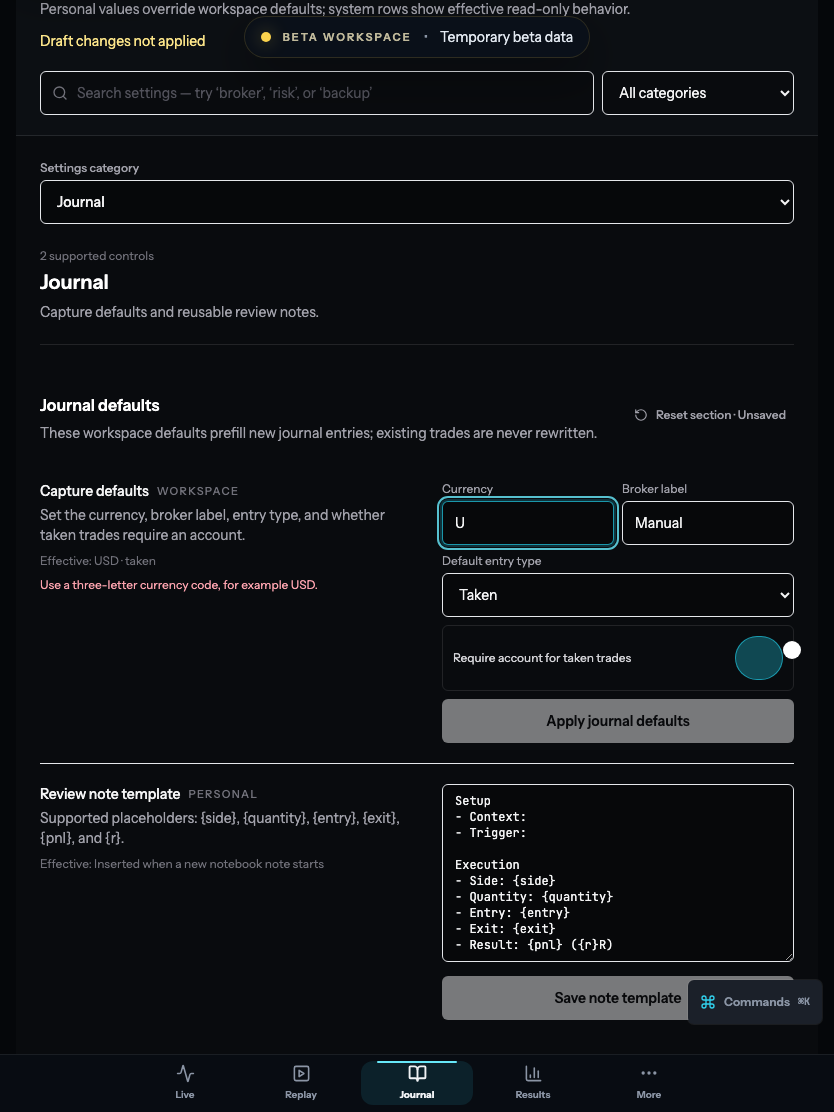 Personal values override workspace defaults; system rows show effective read-only behavior.
Draft changes not applied
BETA WORKSPACE · Temporary beta data
Search settings — try ‘broker’, ‘risk’, or ‘backup’
All categories
Settings category
Journal
2 supported controls
Journal
Capture defaults and reusable review notes.
Journal defaults
These workspace defaults prefill new journal entries; existing trades are never rewritten.
Reset section · Unsaved
Capture defaults WORKSPACE
Set the currency, broker label, entry type, and whether
taken trades require an account.
Effective: USD · taken
Use a three-letter currency code, for example USD.
Currency
U
Broker label
Manual
Default entry type
Taken
Require account for taken trades
Apply journal defaults
Review note template PERSONAL
Supported placeholders: {side}, {quantity}, {entry}, {exit},
{pnl}, and {r}.
Effective: Inserted when a new notebook note starts
Setup
- Context:
- Trigger:
Execution
- Side: {side}
- Quantity: {quantity}
- Entry: {entry}
- Exit: {exit}
- Result: {pnl} ({r}R)
Save note template
Commands ⌘K
Live
Replay
Journal
Results
More